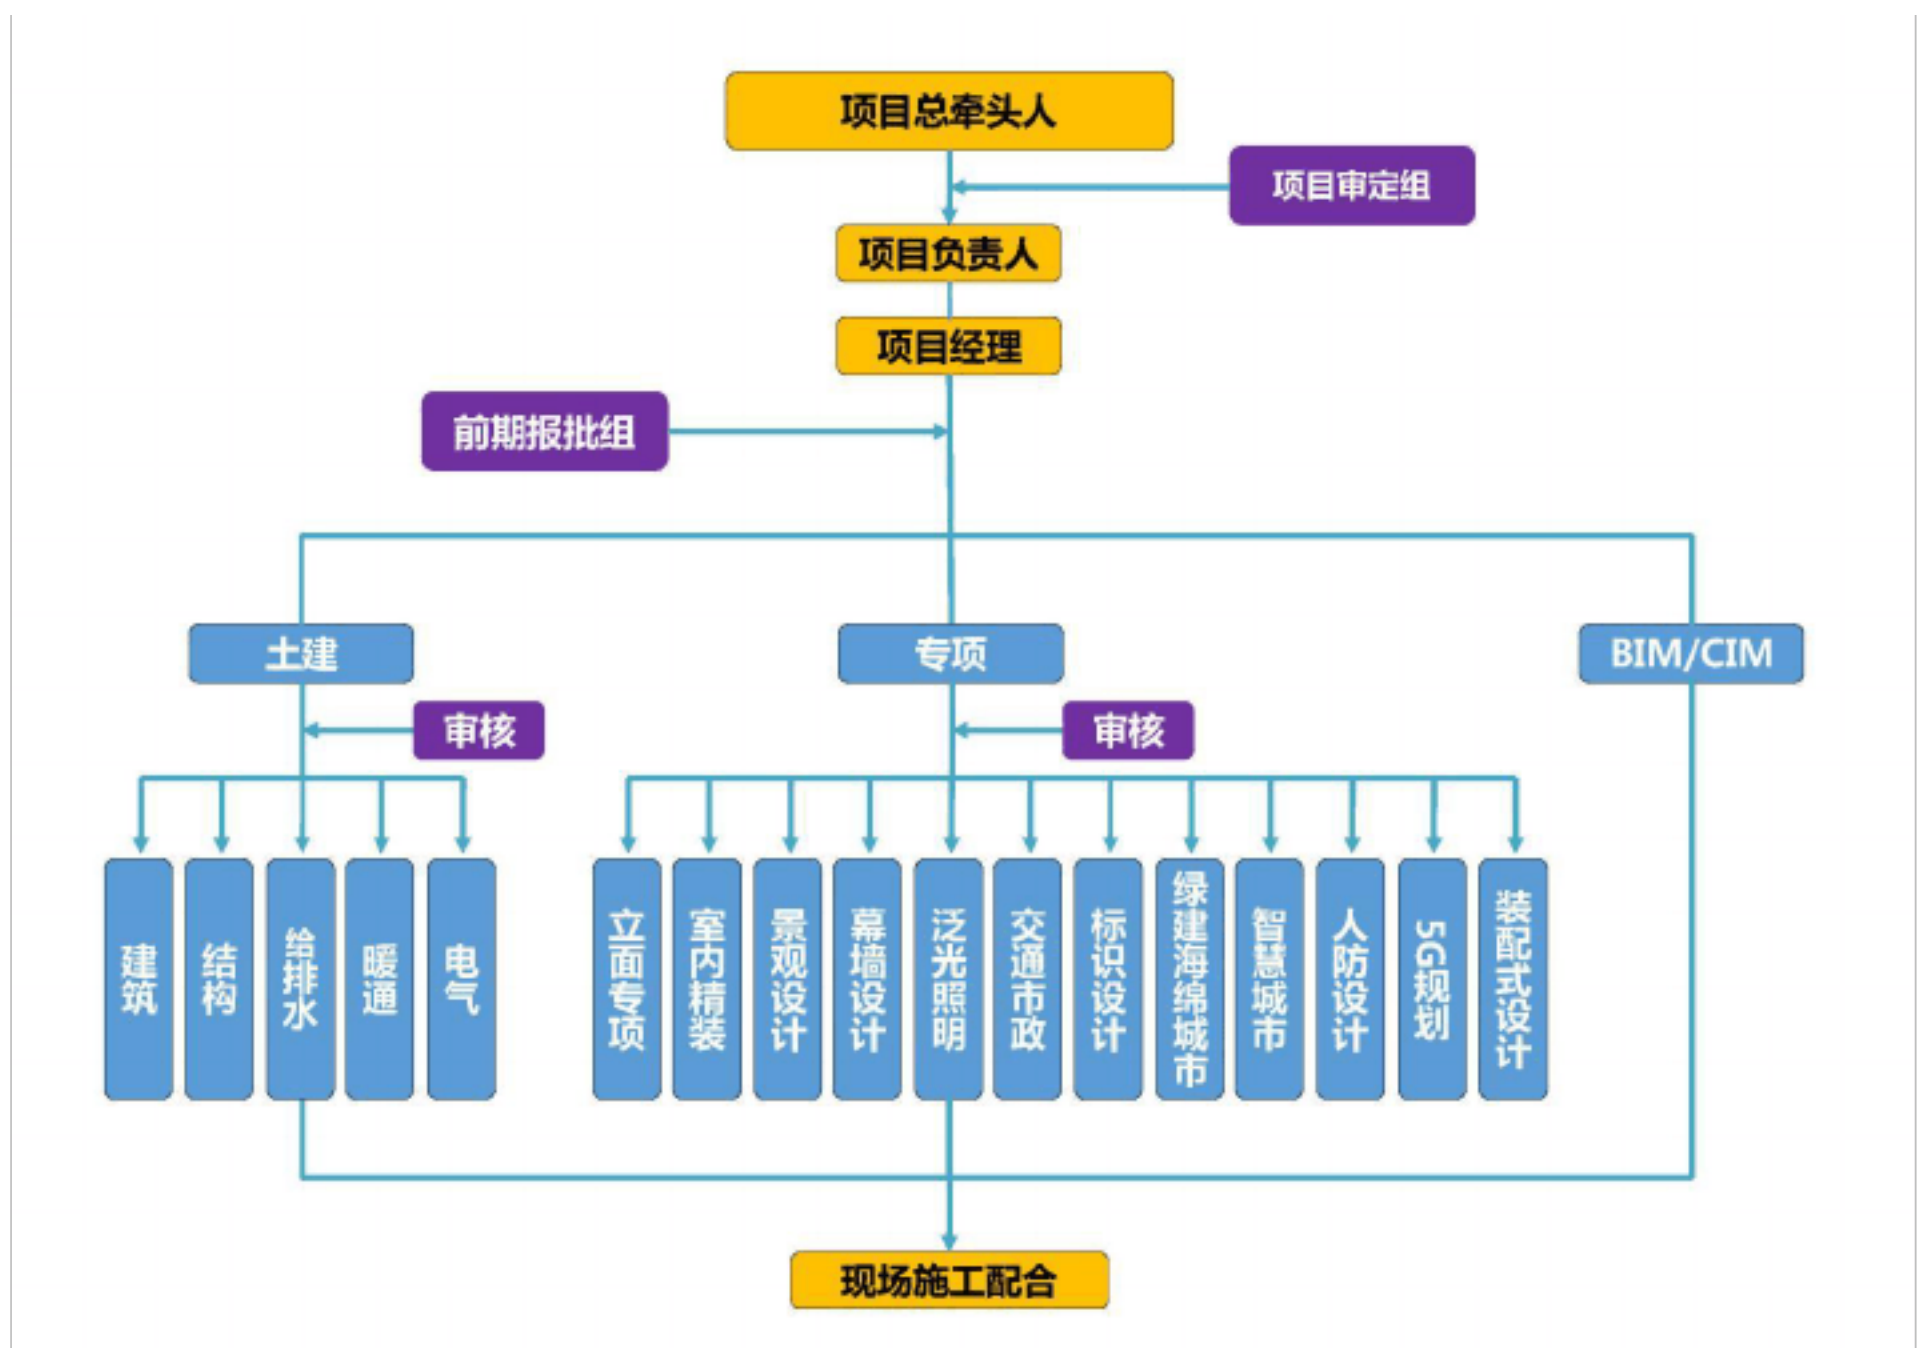 项目总牵头人
项目审定组
项目负责人
项目经理
前期报批组
土建
专项
BIM/CIM
审核
审核
建筑
结构
给排水
暖通
电气
立面专项
室内精装
景观设计
幕墙设计
泛光照明
交通市政
标识设计
绿建海绵城市
智慧城市
人防设计
5G规划
装配式设计
现场施工配合